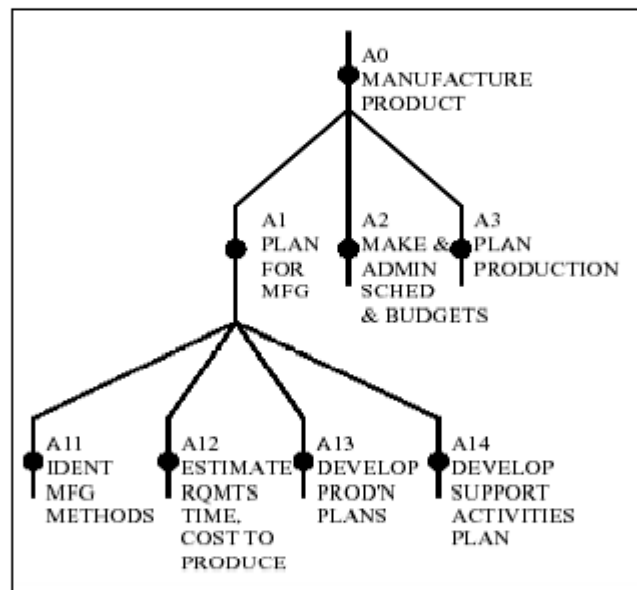 A0
MANUFACTURE
PRODUCT
A1
PLAN
FOR
MFG
A2
MAKE &
ADMIN
SCHED
& BUDGETS
A3
PLAN
PRODUCTION
A11
IDENT
MFG
METHODS
A12
ESTIMATE
RQMTS
TIME,
COST TO
PRODUCE
A13
DEVELOP
PROD'N
PLANS
A14
DEVELOP
SUPPORT
ACTIVITIES
PLAN